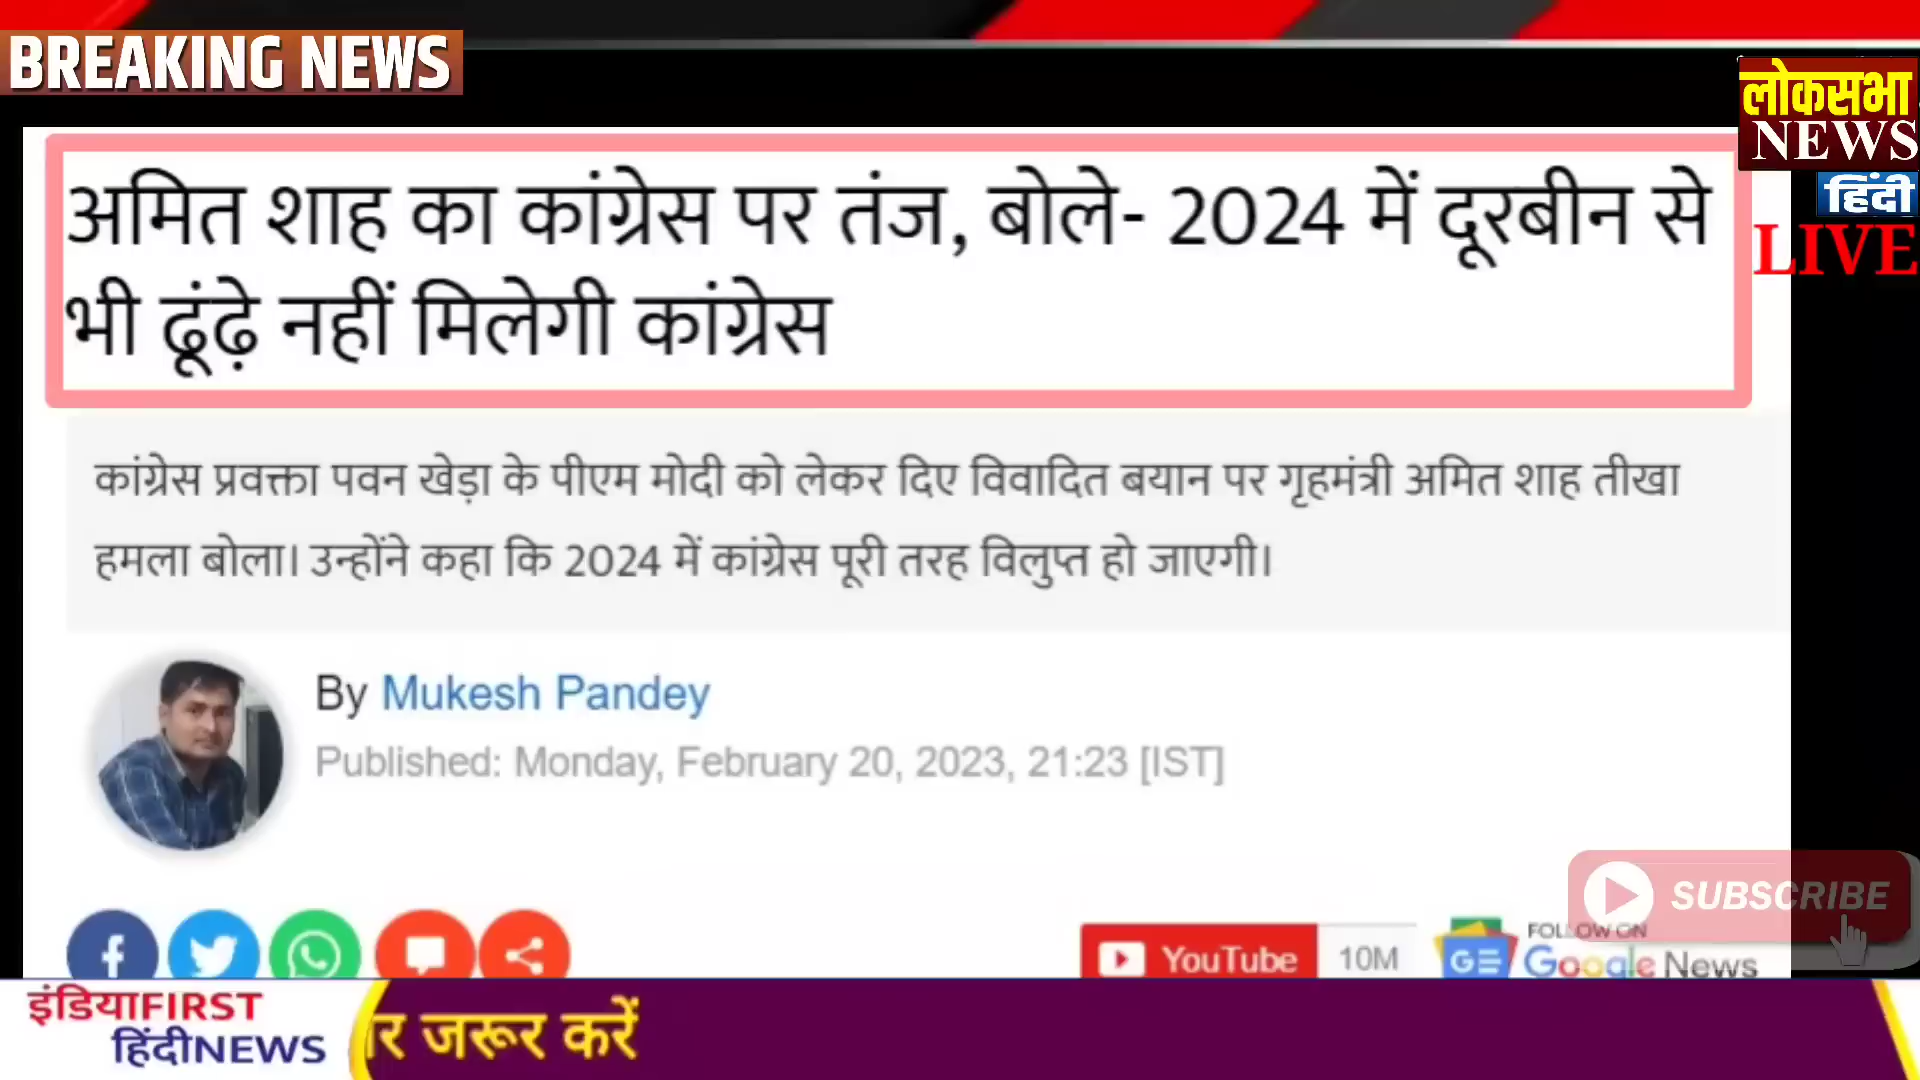 BREAKING NEWS
लोकसभा
NEWS
हिंदी
LIVE
अमित शाह का कांग्रेस पर तंज, बोले- 2024 में दूरबीन से
भी ढूंढ़े नहीं मिलेगी कांग्रेस
कांग्रेस प्रवक्ता पवन खेड़ा के पीएम मोदी को लेकर दिए विवादित बयान पर गृहमंत्री अमित शाह तीखा
हमला बोला। उन्होंने कहा कि 2024 में कांग्रेस पूरी तरह विलुप्त हो जाएगी।
By Mukesh Pandey
Published: Monday, February 20, 2023, 21:23 [IST]
SUBSCRIBE
YouTube 10M
GE FOLLOW ON
Google News
इंडियाFIRST
हिंदीNEWS
र जरूर करें